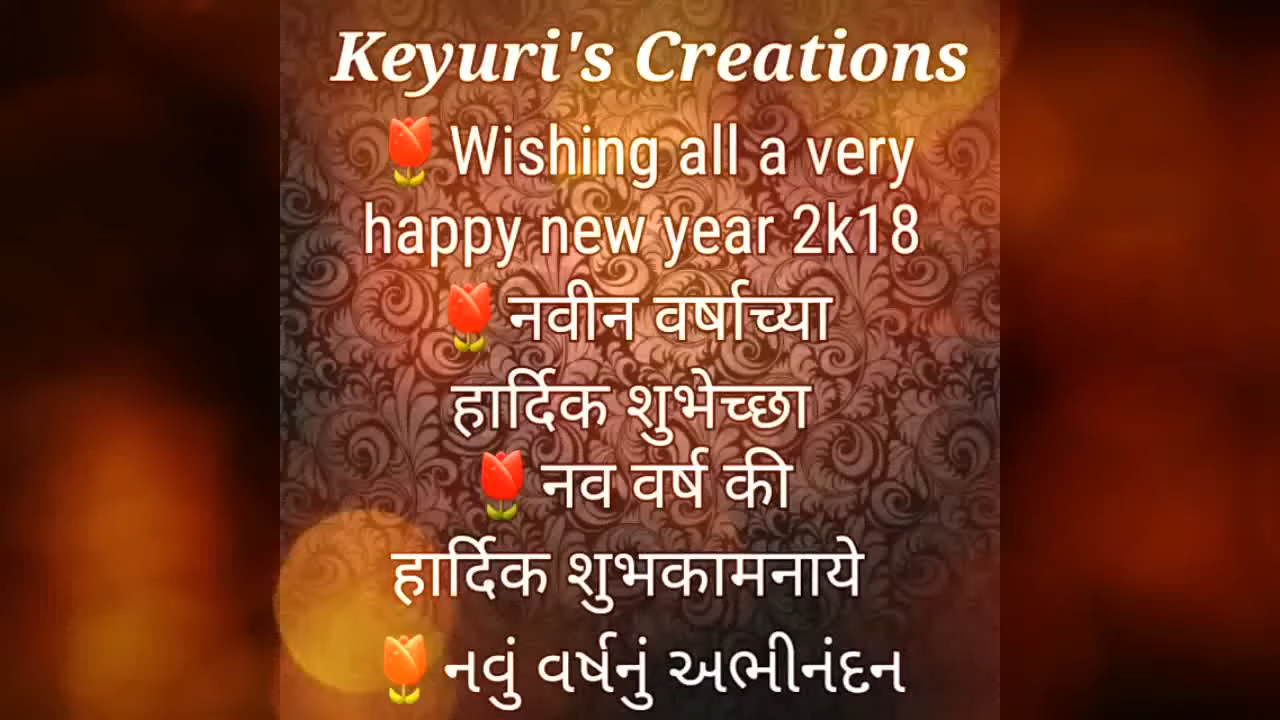 Keyuri's Creations
🌷Wishing all a very
happy new year 2k18
🌷नवीन वर्षाच्या
हार्दिक शुभेच्छा
🌷नव वर्ष की
हार्दिक शुभकामनाये
🌷નવું વર્ષનું અભીનંદન